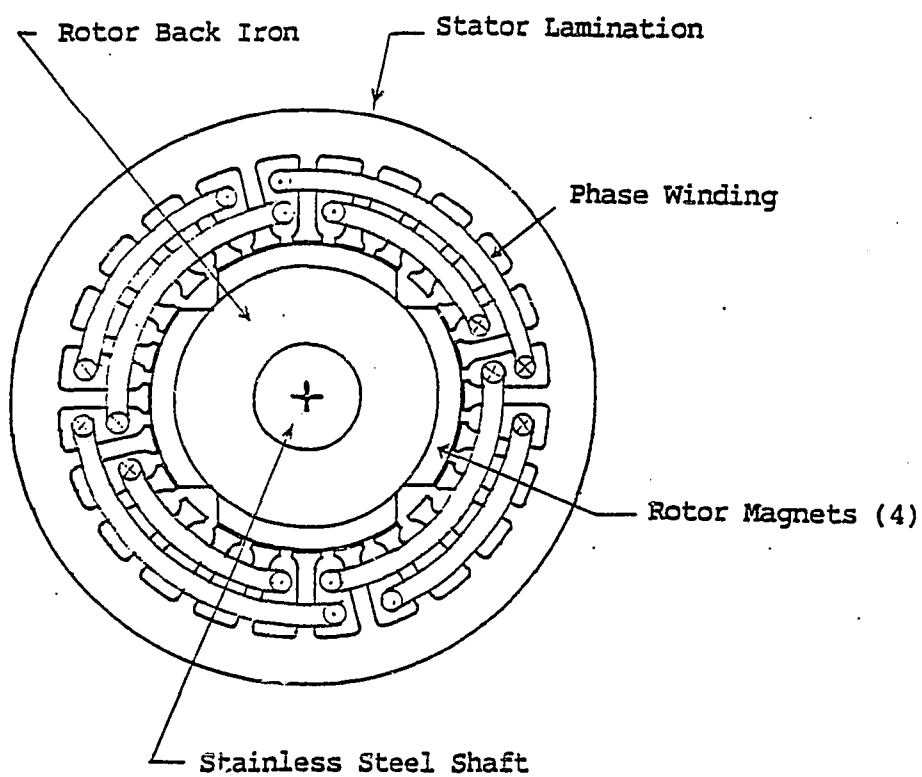 Rotor Back Iron
Stator Lamination
Phase Winding
Rotor Magnets (4)
Stainless Steel Shaft